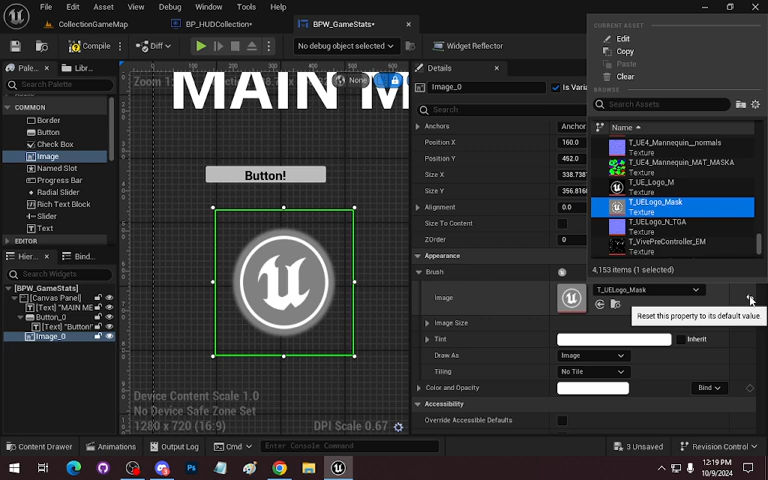 File Edit Asset View Debug Window Tools Help
CollectionGameMap
BP_HUDCollection•
BPW_GameStats•
Compile
Diff
No debug object selected
Widget Reflector
Pale...
Libr...
Search Palette
COMMON
Border
Button
Check Box
Image
Named Slot
Progress Bar
Radial Slider
Rich Text Block
Slider
Text
EDITOR
Hier...
Bind...
Search Widgets
[BPW_GameStats]
[Canvas Panel]
[Text] "MAIN ME
Button_0
[Text] "Button!"
Image_0
Zoom 1:
None
MAIN M
Button!
Device Content Scale 1.0
No Device Safe Zone Set
1280 x 720 (16:9)
DPI Scale 0.67
Details
Image_0
Is Varia
Search
Anchors
Anchor
Position X
160.0
Position Y
452.0
Size X
338.738
Size Y
356.816
Alignment
0.0
Size To Content
ZOrder
0
Appearance
Brush
Image
T_UELogo_Mask
Reset this property to its default value.
Image Size
Tint
Inherit
Draw As
Image
Tiling
No Tile
Color and Opacity
Bind
Accessibility
Override Accessible Defaults
CURRENT ASSET
Edit
Copy
Paste
Clear
BROWSE
Search Assets
Name
T_UE4_Mannequin__normals
Texture
T_UE4_Mannequin_MAT_MASKA
Texture
T_UE_Logo_M
Texture
T_UELogo_Mask
Texture
T_UELogo_N_TGA
Texture
T_VivePreController_EM
Texture
4,153 items (1 selected)
Content Drawer
Animations
Output Log
Cmd
Enter Console Command
3 Unsaved
Revision Control
12:19 PM
10/9/2024